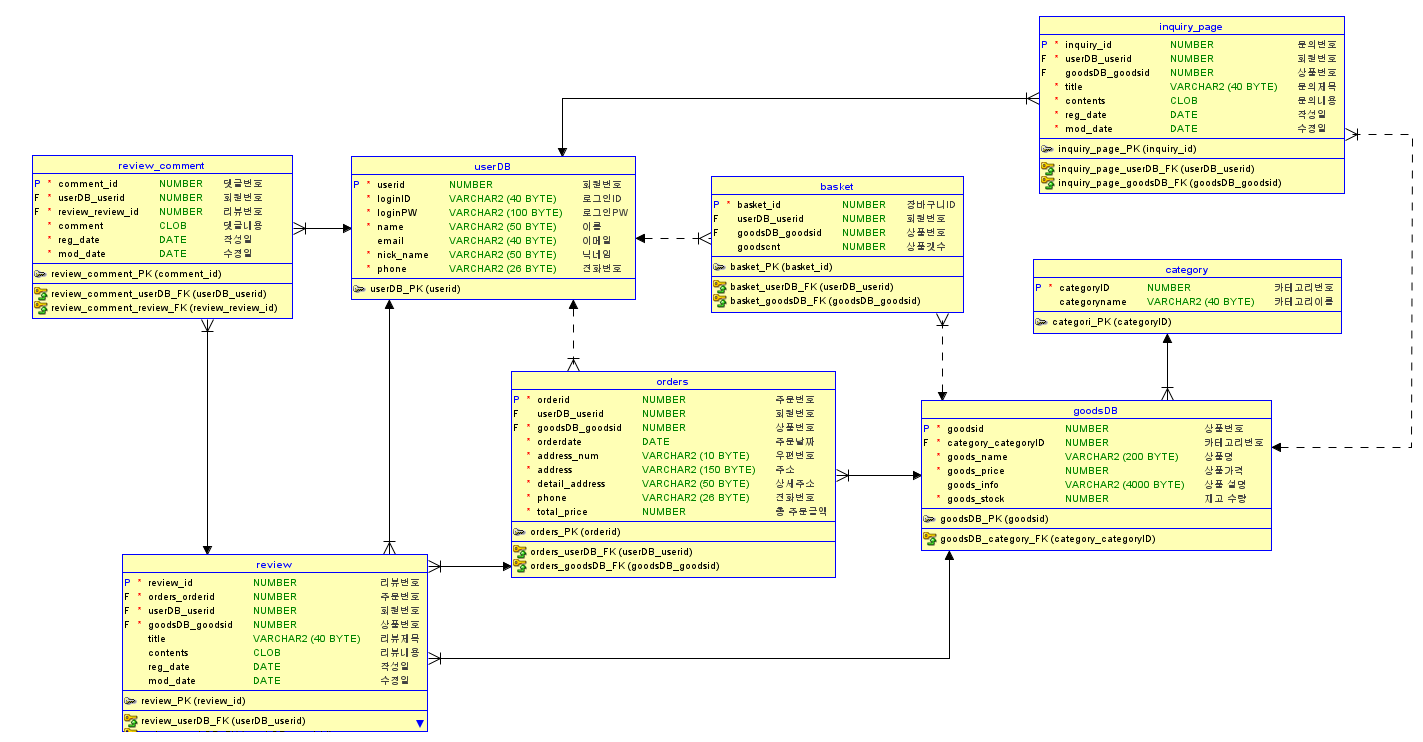 inquiry_page
P * inquiry_id NUMBER 문의번호
F * userDB_userid NUMBER 회원번호
F goodsDB_goodsid NUMBER 상품번호
* title VARCHAR2 (40 BYTE) 문의제목
* contents CLOB 문의내용
* reg_date DATE 작성일
* mod_date DATE 수정일
inquiry_page_PK (inquiry_id)
inquiry_page_userDB_FK (userDB_userid)
inquiry_page_goodsDB_FK (goodsDB_goodsid)
review_comment
P * comment_id NUMBER 댓글번호
F * userDB_userid NUMBER 회원번호
F * review_review_id NUMBER 리뷰번호
* comment CLOB 댓글내용
* reg_date DATE 작성일
* mod_date DATE 수정일
review_comment_PK (comment_id)
review_comment_userDB_FK (userDB_userid)
review_comment_review_FK (review_review_id)
userDB
P * userid NUMBER 회원번호
* loginID VARCHAR2 (40 BYTE) 로그인ID
* loginPW VARCHAR2 (100 BYTE) 로그인PW
* name VARCHAR2 (50 BYTE) 이름
email VARCHAR2 (40 BYTE) 이메일
* nick_name VARCHAR2 (50 BYTE) 닉네임
* phone VARCHAR2 (26 BYTE) 전화번호
userDB_PK (userid)
basket
P * basket_id NUMBER 장바구니ID
F userDB_userid NUMBER 회원번호
F goodsDB_goodsid NUMBER 상품번호
goodscnt NUMBER 상품갯수
basket_PK (basket_id)
basket_userDB_FK (userDB_userid)
basket_goodsDB_FK (goodsDB_goodsid)
category
P * categoryID NUMBER 카테고리번호
categoryname VARCHAR2 (40 BYTE) 카테고리이름
categori_PK (categoryID)
orders
P * orderid NUMBER 주문번호
F userDB_userid NUMBER 회원번호
F * goodsDB_goodsid NUMBER 상품번호
* orderdate DATE 주문날짜
* address_num VARCHAR2 (10 BYTE) 우편번호
* address VARCHAR2 (150 BYTE) 주소
* detail_address VARCHAR2 (50 BYTE) 상세주소
* phone VARCHAR2 (26 BYTE) 전화번호
* total_price NUMBER 총 주문금액
orders_PK (orderid)
orders_userDB_FK (userDB_userid)
orders_goodsDB_FK (goodsDB_goodsid)
goodsDB
P * goodsid NUMBER 상품번호
F * category_categoryID NUMBER 카테고리번호
* goods_name VARCHAR2 (200 BYTE) 상품명
* goods_price NUMBER 상품가격
goods_info VARCHAR2 (4000 BYTE) 상품 설명
* goods_stock NUMBER 재고 수량
goodsDB_PK (goodsid)
goodsDB_category_FK (category_categoryID)
review
P * review_id NUMBER 리뷰번호
F * orders_orderid NUMBER 주문번호
F * userDB_userid NUMBER 회원번호
F * goodsDB_goodsid NUMBER 상품번호
title VARCHAR2 (40 BYTE) 리뷰제목
contents CLOB 리뷰내용
reg_date DATE 작성일
mod_date DATE 수정일
review_PK (review_id)
review_userDB_FK (userDB_userid)